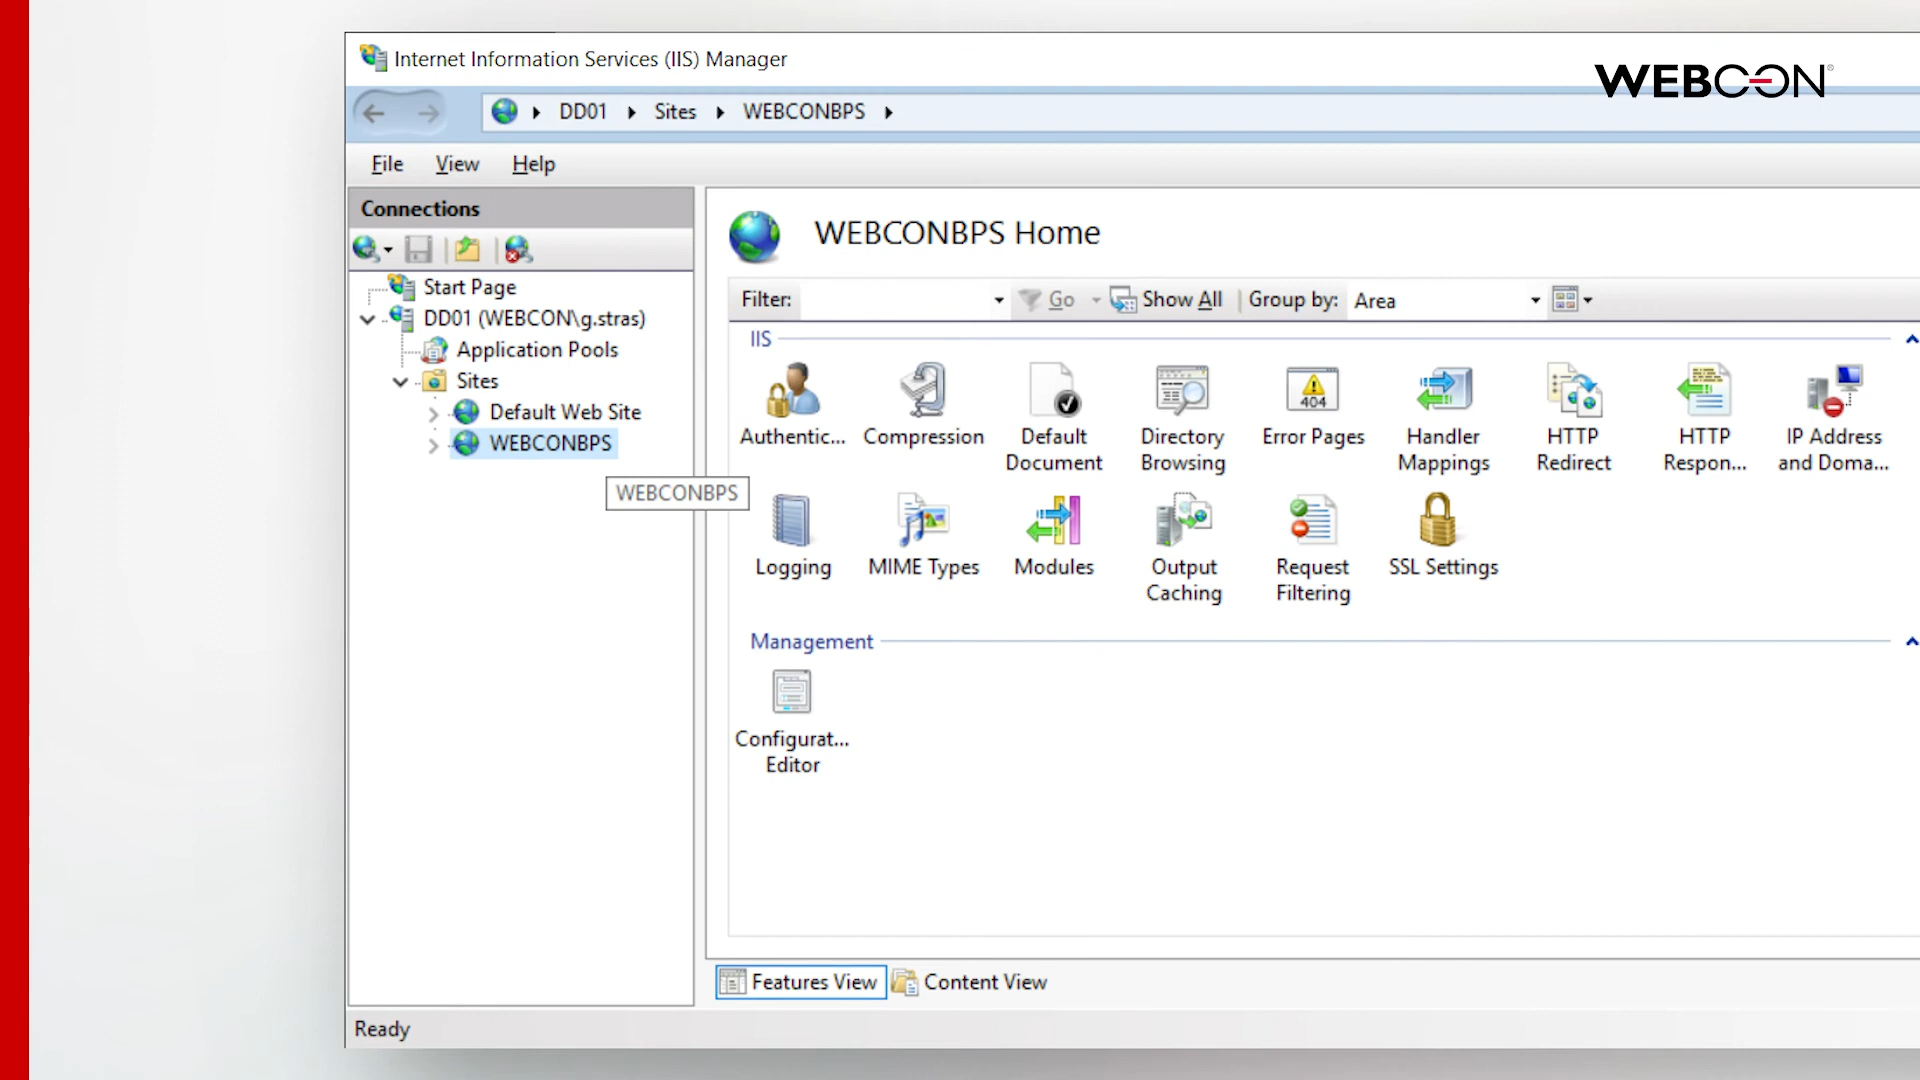 Internet Information Services (IIS) Manager
WEBCON®
DD01 Sites WEBCONBPS
File View Help
Connections
Start Page
DD01 (WEBCON\g.stras)
Application Pools
Sites
Default Web Site
WEBCONBPS
WEBCONBPS
WEBCONBPS Home
Filter: Go Show All Group by: Area
IIS
Authentic... Compression Default Document Directory Browsing Error Pages Handler Mappings HTTP Redirect HTTP Respon... IP Address and Doma...
404
Logging MIME Types Modules Output Caching Request Filtering SSL Settings
Management
Configurat... Editor
Features View Content View
Ready